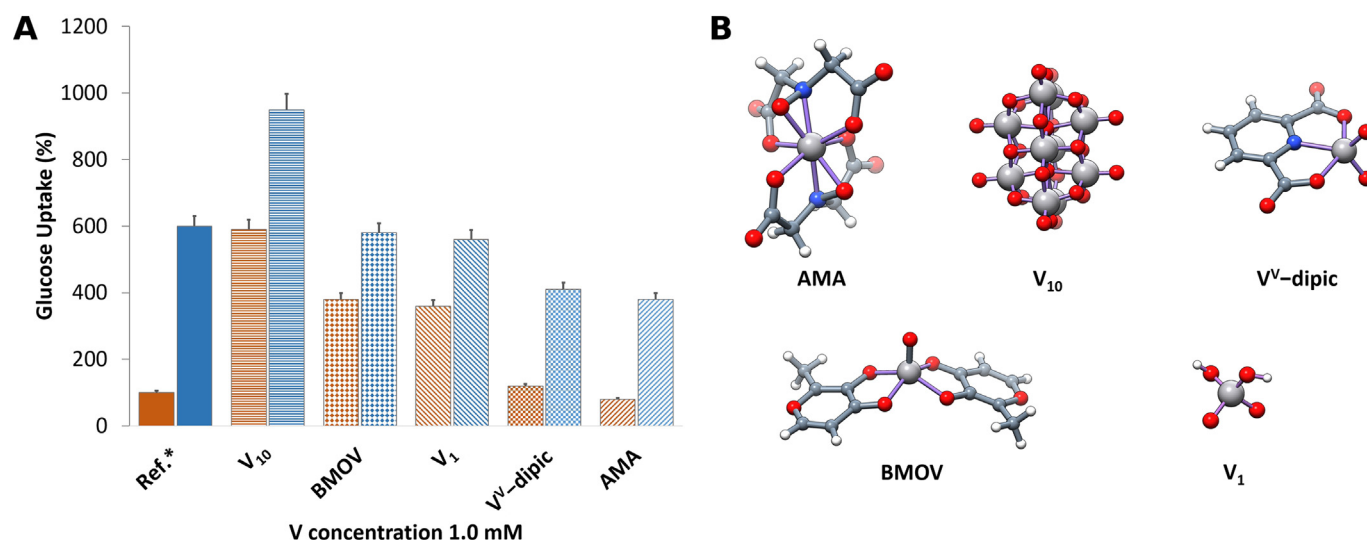 A
Glucose Uptake (%)
1200
1000
800
600
400
200
0
Ref.*
V₁₀
BMOV
V₁
Vⱽ–dipic
AMA
V concentration 1.0 mM
B
AMA
V₁₀
Vⱽ–dipic
BMOV
V₁